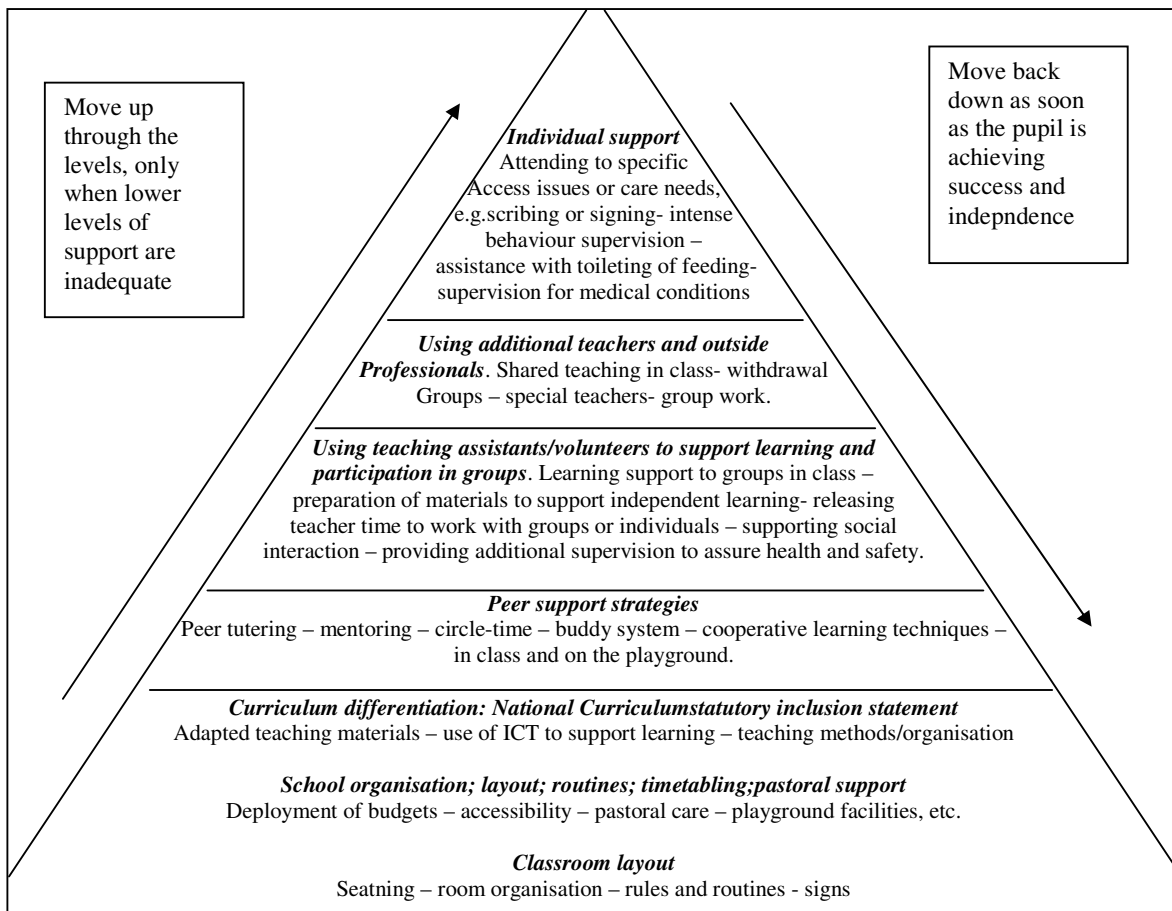 Move up
through the
levels, only
when lower
levels of
support are
inadequate
Move back
down as soon
as the pupil is
achieving
success and
indepndence
Individual support
Attending to specific
Access issues or care needs,
e.g.scribing or signing- intense
behaviour supervision –
assistance with toileting of feeding-
supervision for medical conditions
Using additional teachers and outside
Professionals. Shared teaching in class- withdrawal
Groups – special teachers- group work.
Using teaching assistants/volunteers to support learning and
participation in groups. Learning support to groups in class –
preparation of materials to support independent learning- releasing
teacher time to work with groups or individuals – supporting social
interaction – providing additional supervision to assure health and safety.
Peer support strategies
Peer tutering – mentoring – circle-time – buddy system – cooperative learning techniques –
in class and on the playground.
Curriculum differentiation: National Curriculumstatutory inclusion statement
Adapted teaching materials – use of ICT to support learning – teaching methods/organisation
School organisation; layout; routines; timetabling;pastoral support
Deployment of budgets – accessibility – pastoral care – playground facilities, etc.
Classroom layout
Seatning – room organisation – rules and routines - signs